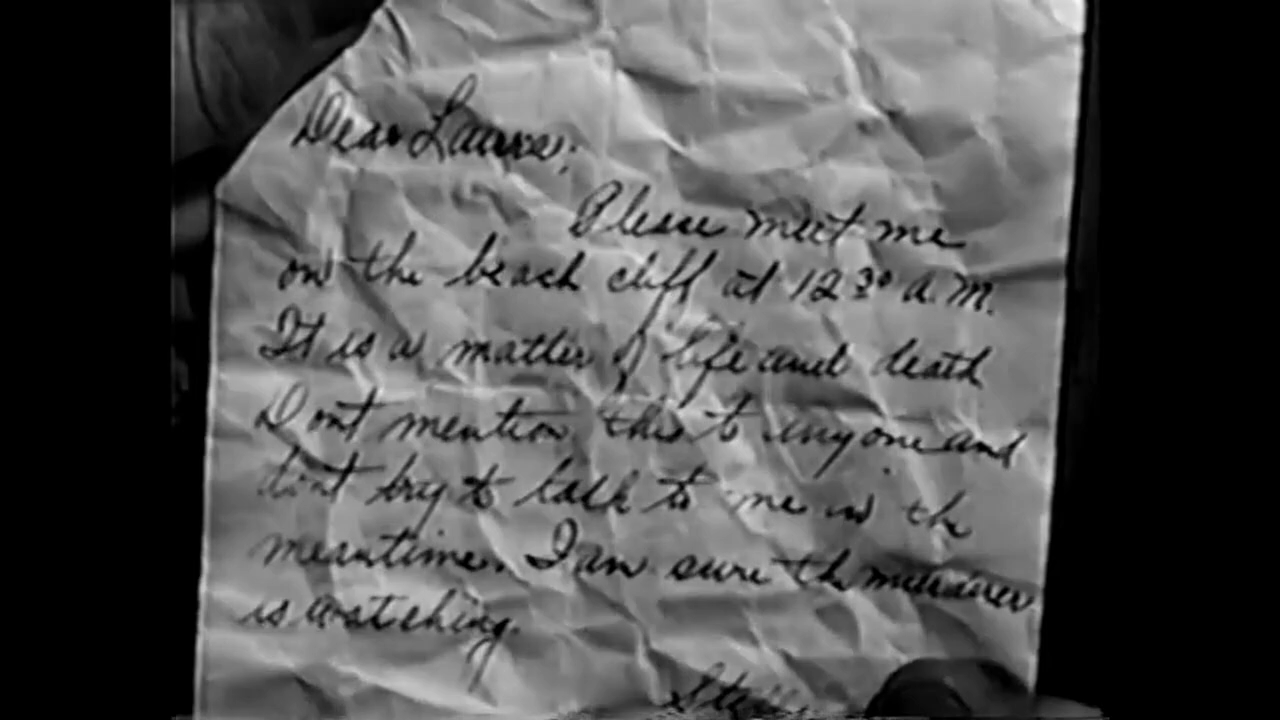 Dear Laura;
Please meet me
on the beach cliff at 12 30 A.M.
It is a matter of life and death
Dont mention this to anyone and
dont try to talk to me in the
meantime. I am sure the murderer
is watching.